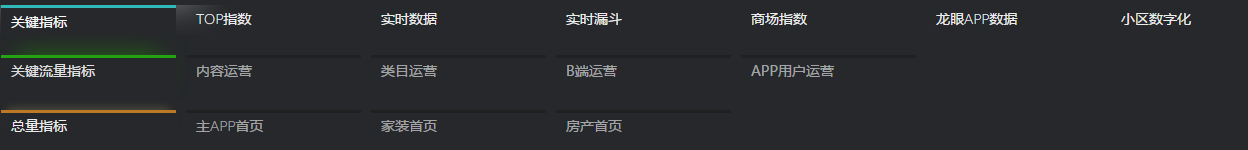 关键指标 TOP指数 实时数据 实时漏斗 商场指数 龙眼APP数据 小区数字化
关键流量指标 内容运营 类目运营 B端运营 APP用户运营
总量指标 主APP首页 家装首页 房产首页